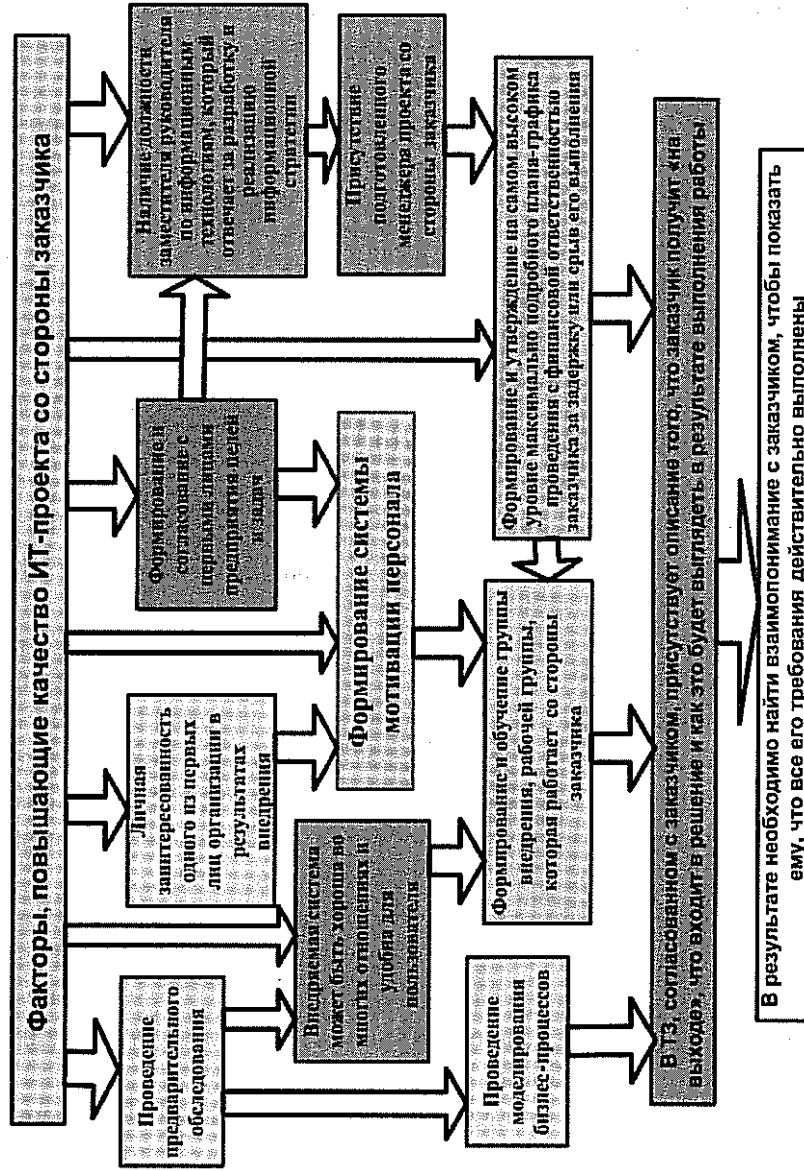 Факторы, повышающие качество ИТ-проекта со стороны заказчика
Проведение
предварительного
обследования
Личная
заинтересованность
одного из первых
лиц организации в
результатах
внедрения
Формирование и
согласование с
первыми лицами
предприятия целей
и задач
Наличие должности
заместителя руководителя
по информационным
технологиям, который
отвечает за разработку и
реализацию
информационной
стратегии
Внедряемая система
может быть хороша во
многих отношениях и
удобна для
пользователя
Формирование системы
мотивации персонала
Присутствие
подготовленного
менеджера проекта со
стороны заказчика
Проведение
моделирования
бизнес-процессов
Формирование и обучение группы
внедрения, рабочей группы,
которая работает со стороны
заказчика
Формирование и утверждение на самом высоком
уровне максимально подробного плана-графика
проведения с финансовой ответственностью
заказчика за задержку или срыв его выполнения
В ТЗ, согласованном с заказчиком, присутствует описание того, что заказчик получит «на
выходе», что входит в решение и как это будет выглядеть в результате выполнения работы
В результате необходимо найти взаимопонимание с заказчиком, чтобы показать
ему, что все его требования действительно выполнены